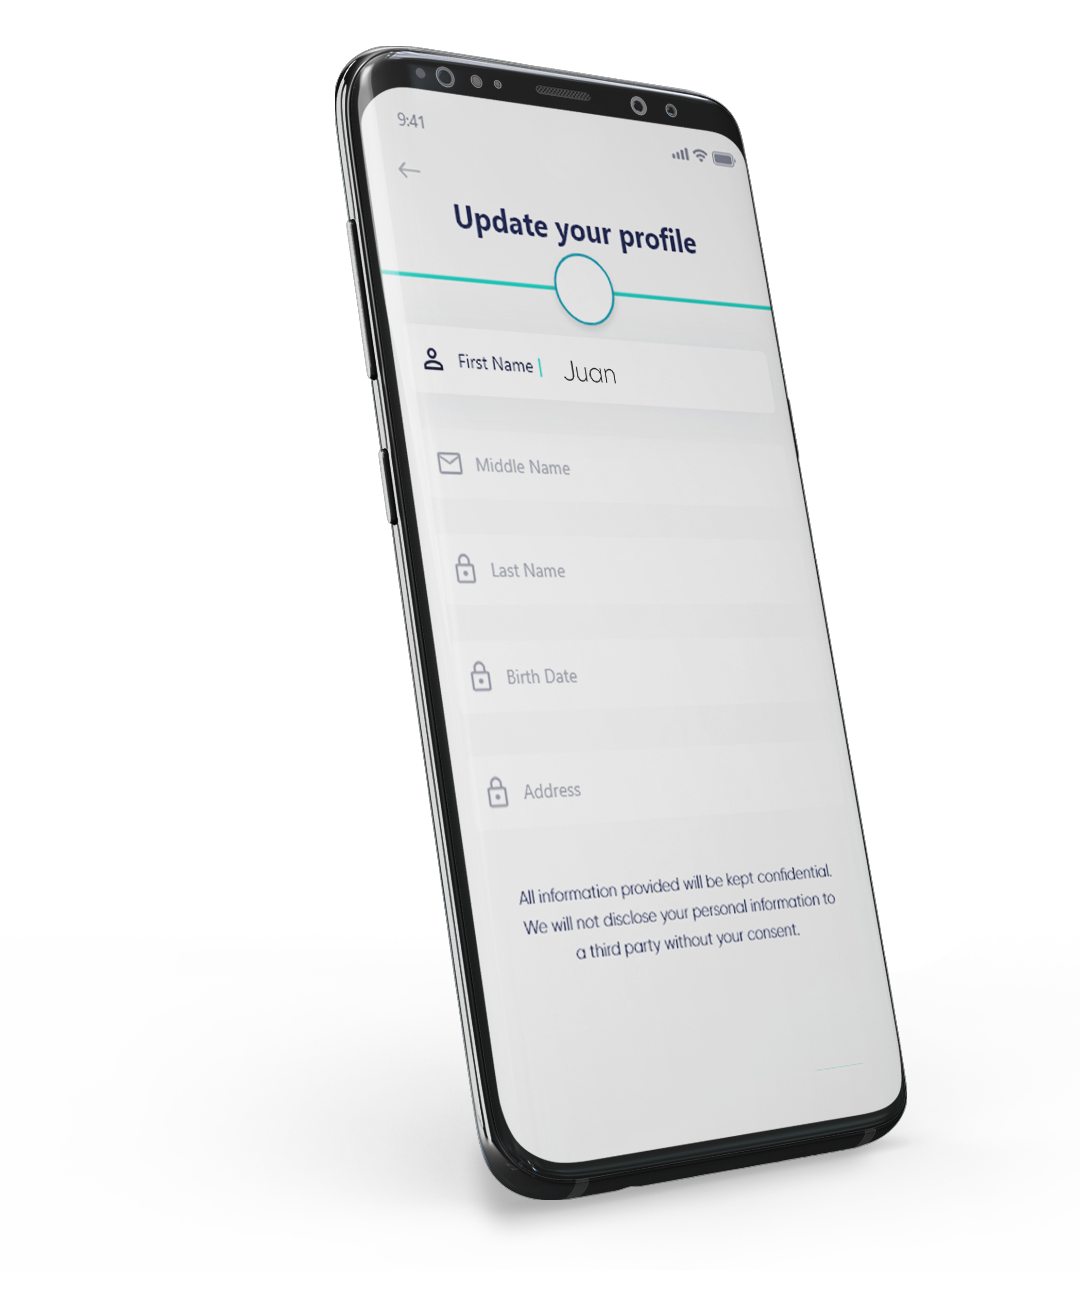 9:41
Update your profile
First Name Juan
Middle Name
Last Name
Birth Date
Address
All information provided will be kept confidential.
We will not disclose your personal information to
a third party without your consent.